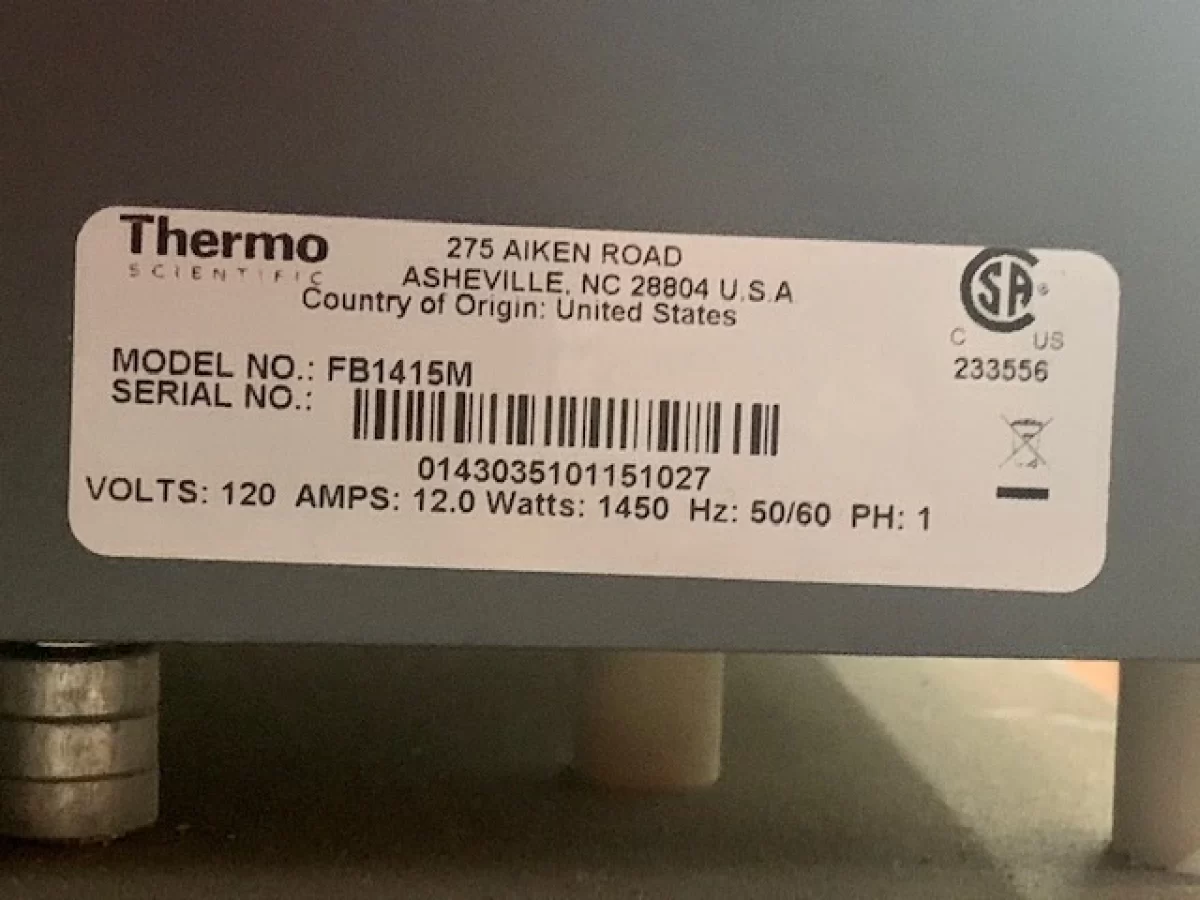 Thermo
SCIENTIFIC
275 AIKEN ROAD
ASHEVILLE, NC 28804 U.S.A
Country of Origin: United States
SA®
C US
233556
MODEL NO.: FB1415M
SERIAL NO.:
0143035101151027
VOLTS: 120 AMPS: 12.0 Watts: 1450 Hz: 50/60 PH: 1